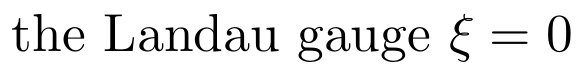 the Landau gauge ξ = 0